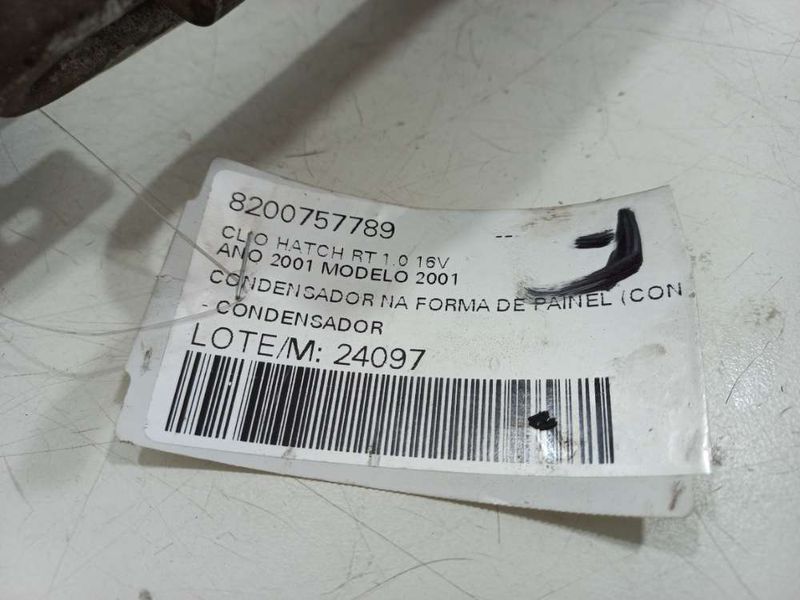 8200757789 --
CLIO HATCH RT 1.0 16V
ANO 2001 MODELO 2001
CONDENSADOR NA FORMA DE PAINEL (CON
- CONDENSADOR
LOTE/M: 24097